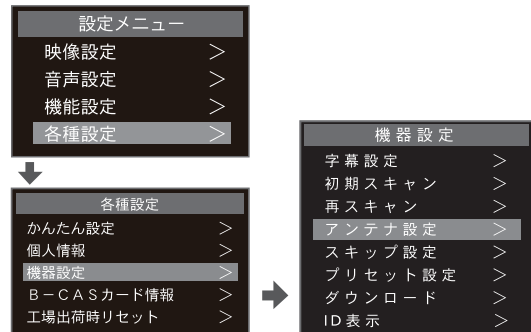 設定メニュー
映像設定 ＞
音声設定 ＞
機能設定 ＞
各種設定 ＞
各種設定
かんたん設定 ＞
個人情報 ＞
機器設定 ＞
Ｂ－ＣＡＳカード情報 ＞
工場出荷時リセット ＞
機器設定
字幕設定 ＞
初期スキャン ＞
再スキャン ＞
アンテナ設定 ＞
スキップ設定 ＞
プリセット設定 ＞
ダウンロード ＞
ID表示 ＞